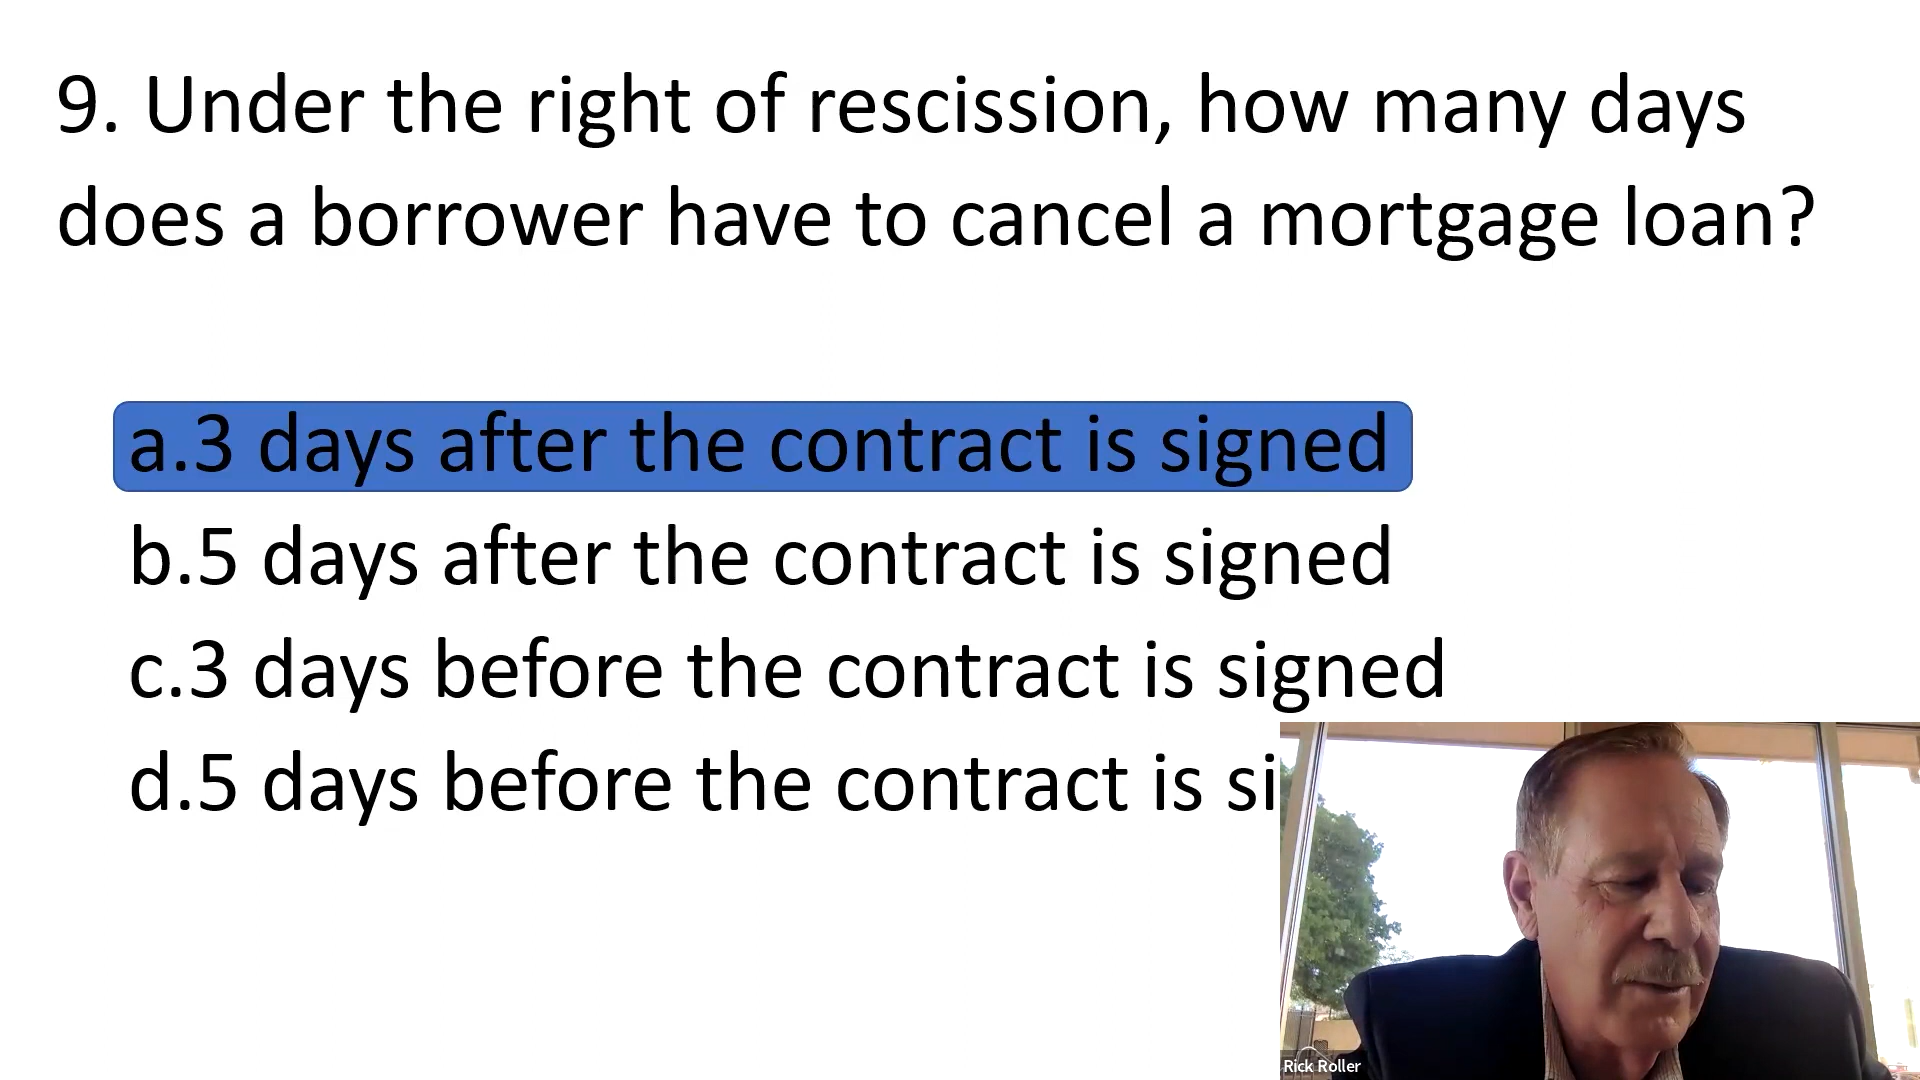 9. Under the right of rescission, how many days
does a borrower have to cancel a mortgage loan?
a.3 days after the contract is signed
b.5 days after the contract is signed
c.3 days before the contract is signed
d.5 days before the contract is si
Rick Roller